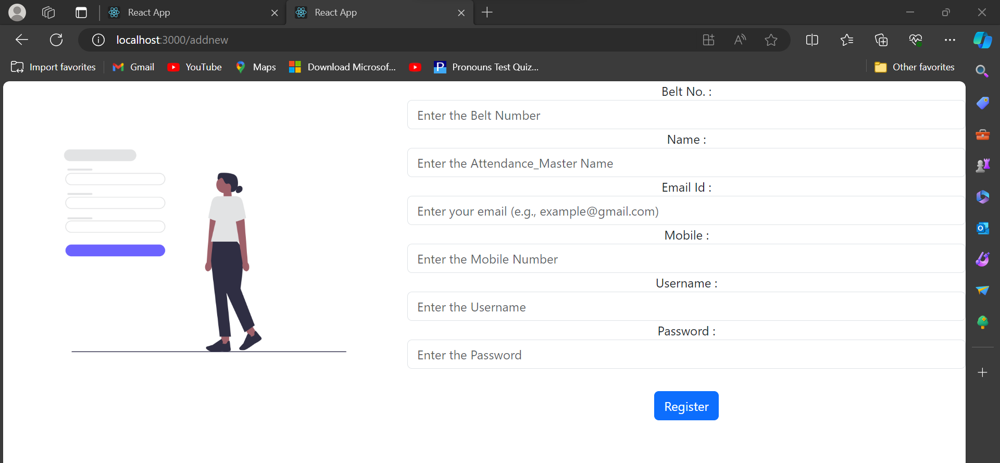 React App
React App
localhost:3000/addnew
Import favorites
Gmail
YouTube
Maps
Download Microsof...
Pronouns Test Quiz...
Other favorites
Belt No. :
Enter the Belt Number
Name :
Enter the Attendance_Master Name
Email Id :
Enter your email (e.g., example@gmail.com)
Mobile :
Enter the Mobile Number
Username :
Enter the Username
Password :
Enter the Password
Register